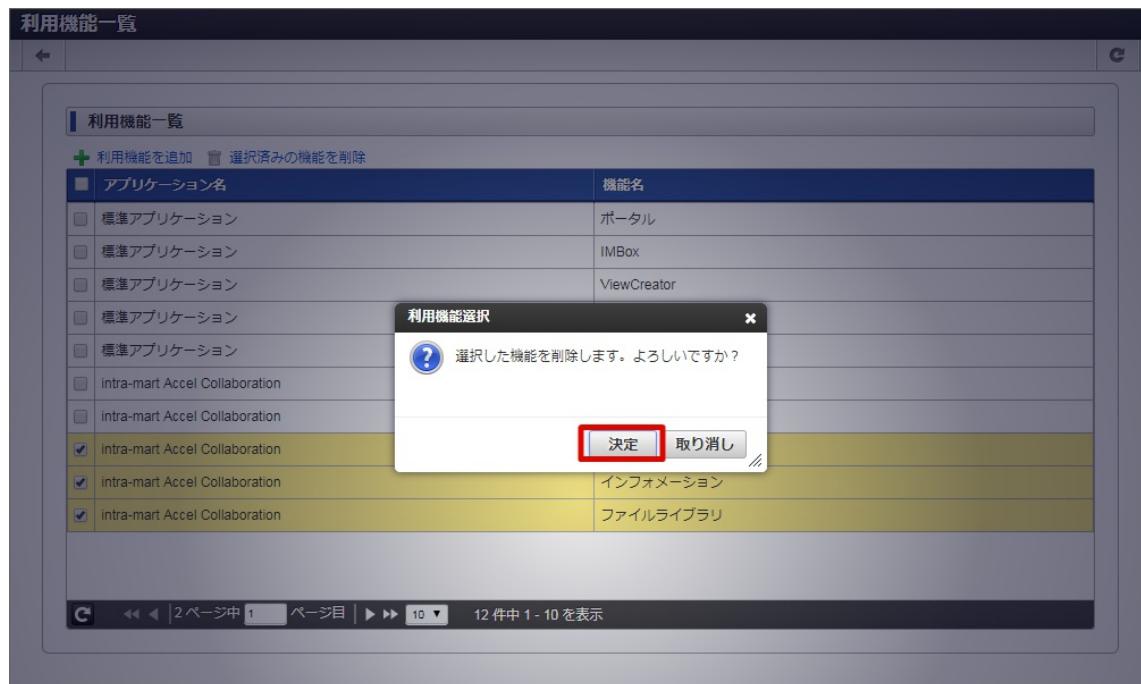 利用機能一覧
利用機能一覧
利用機能を追加 選択済みの機能を削除
アプリケーション名 機能名
標準アプリケーション ポータル
標準アプリケーション IMBox
標準アプリケーション ViewCreator
標準アプリケーション
標準アプリケーション
intra-mart Accel Collaboration
intra-mart Accel Collaboration
intra-mart Accel Collaboration
intra-mart Accel Collaboration インフォメーション
intra-mart Accel Collaboration ファイルライブラリ
利用機能選択
選択した機能を削除します。よろしいですか？
決定 取り消し
2 ページ中 1 ページ目 10 12 件中 1 - 10 を表示